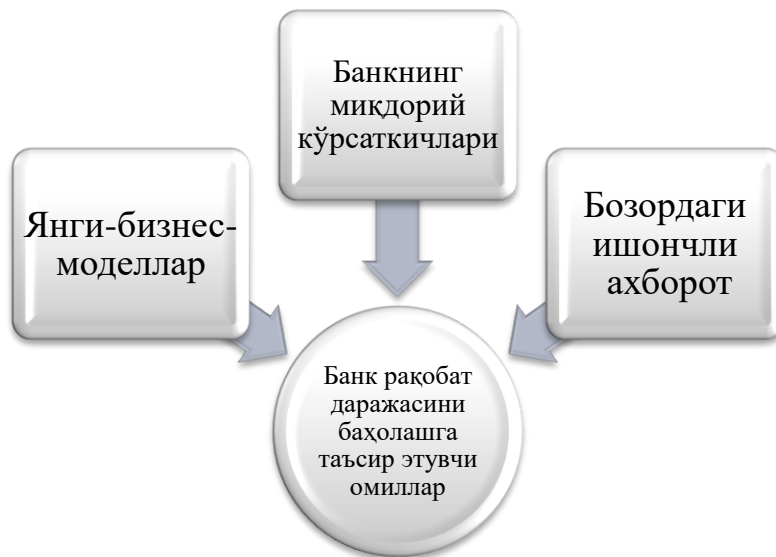 Банкнинг
миқдорий
кўрсаткичлари
Янги-бизнес-
моделлар
Бозордаги
ишончли
ахборот
Банк рақобат
даражасини
баҳолашга
таъсир этувчи
омиллар